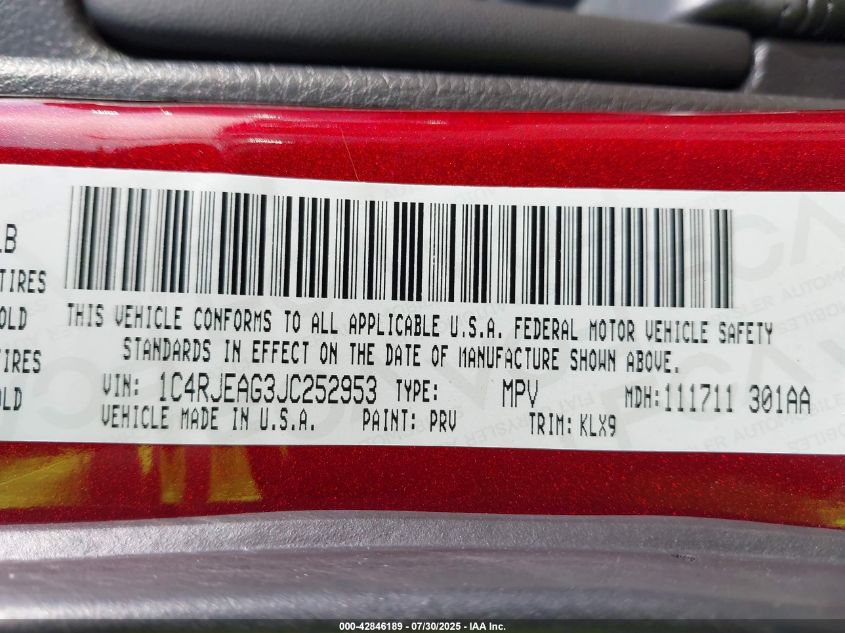 LB
TIRES
OLD
TIRES
OLD
THIS VEHICLE CONFORMS TO ALL APPLICABLE U.S.A. FEDERAL MOTOR VEHICLE SAFETY
STANDARDS IN EFFECT ON THE DATE OF MANUFACTURE SHOWN ABOVE.
VIN: 1C4RJEAG3JC252953 TYPE: MPV MDH:111711 301AA
VEHICLE MADE IN U.S.A. PAINT: PRV TRIM:KLX9
000-42846189 - 07/30/2025 - IAA Inc.